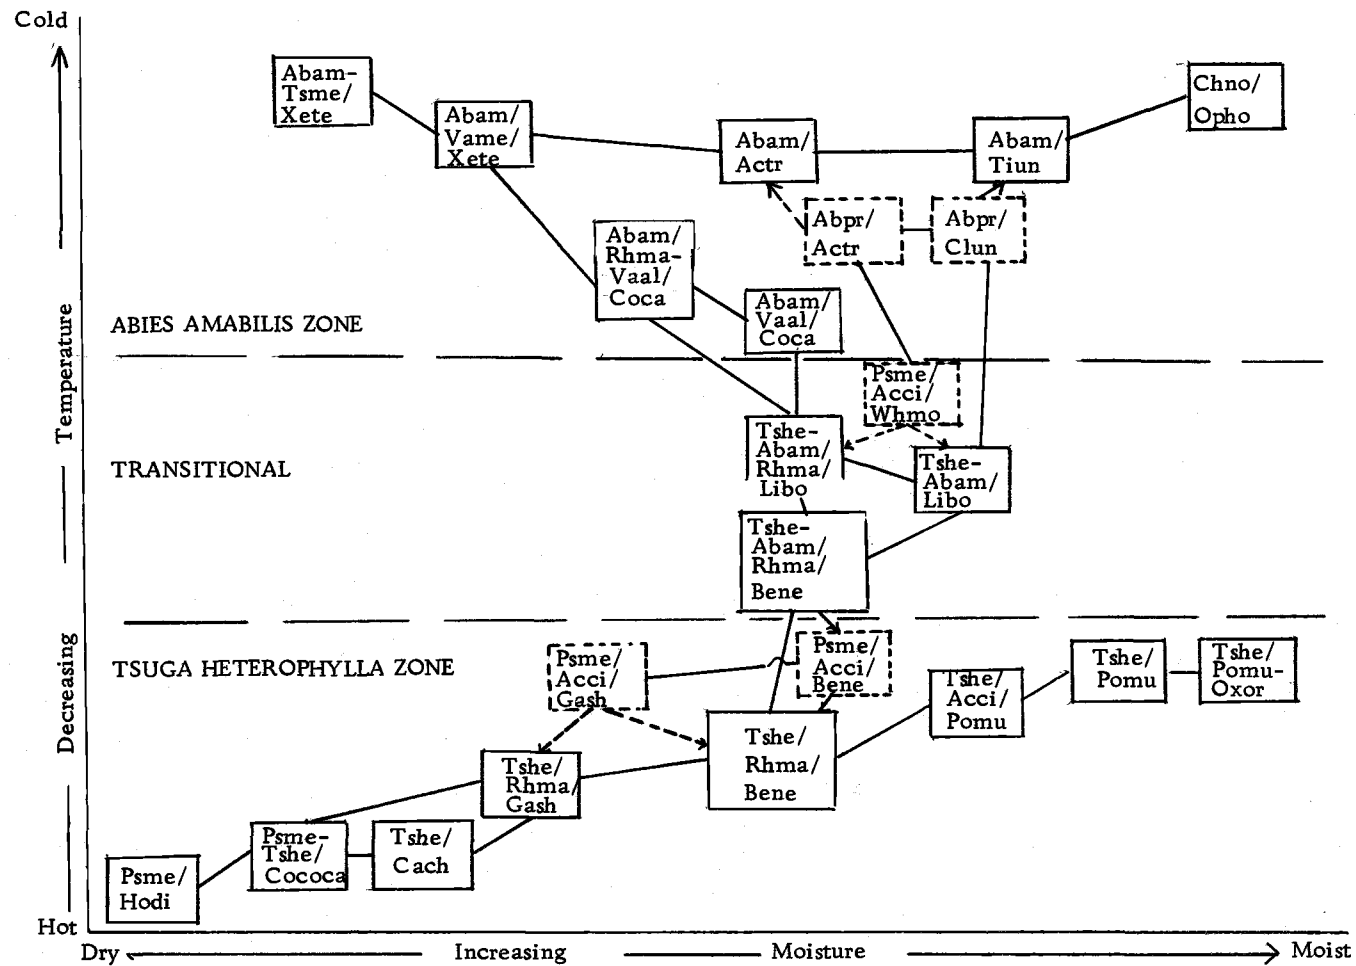 Cold
Abam-
Tsme/
Xete
Abam/
Vame/
Xete
Abam/
Actr
Abam/
Tiun
Chno/
Opho
Abpr/
Actr
Abpr/
Clun
Abam/
Rhma-
Vaal/
Coca
Abam/
Vaal/
Coca
ABIES AMABILIS ZONE
Psme/
Acci/
Whmo
Tshe-
Abam/
Rhma/
Libo
Tshe-
Abam/
Libo
TRANSITIONAL
Tshe-
Abam/
Rhma/
Bene
TSUGA HETEROPHYLLA ZONE
Psme/
Acci/
Gash
Psme/
Acci/
Bene
Tshe/
Acci/
Pomu
Tshe/
Pomu
Tshe/
Pomu-
Oxor
Tshe/
Rhma/
Gash
Tshe/
Rhma/
Bene
Psme/
Hodi
Psme-
Tshe/
Cococa
Tshe/
Cach
Decreasing Temperature
Hot
Dry Increasing Moisture Moist